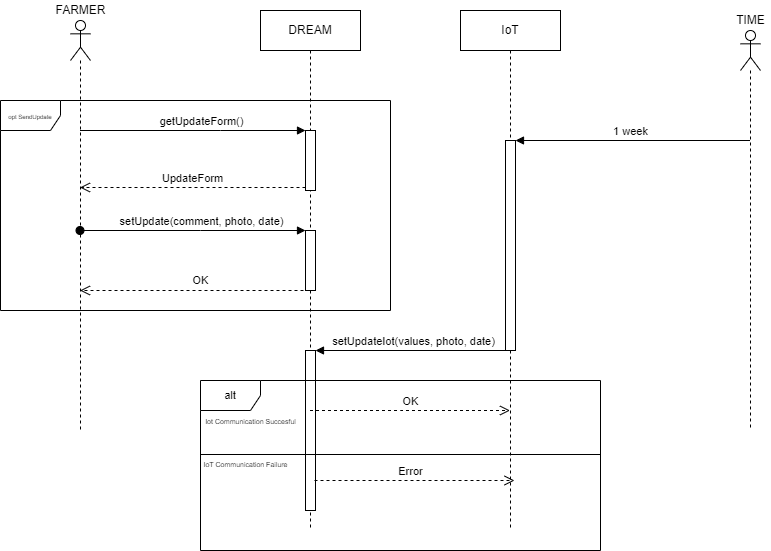 FARMER
DREAM
IoT
TIME
opt SendUpdate
getUpdateForm()
1 week
UpdateForm
setUpdate(comment, photo, date)
OK
setUpdateIot(values, photo, date)
alt
OK
Iot Communication Succesful
IoT Communication Failure
Error